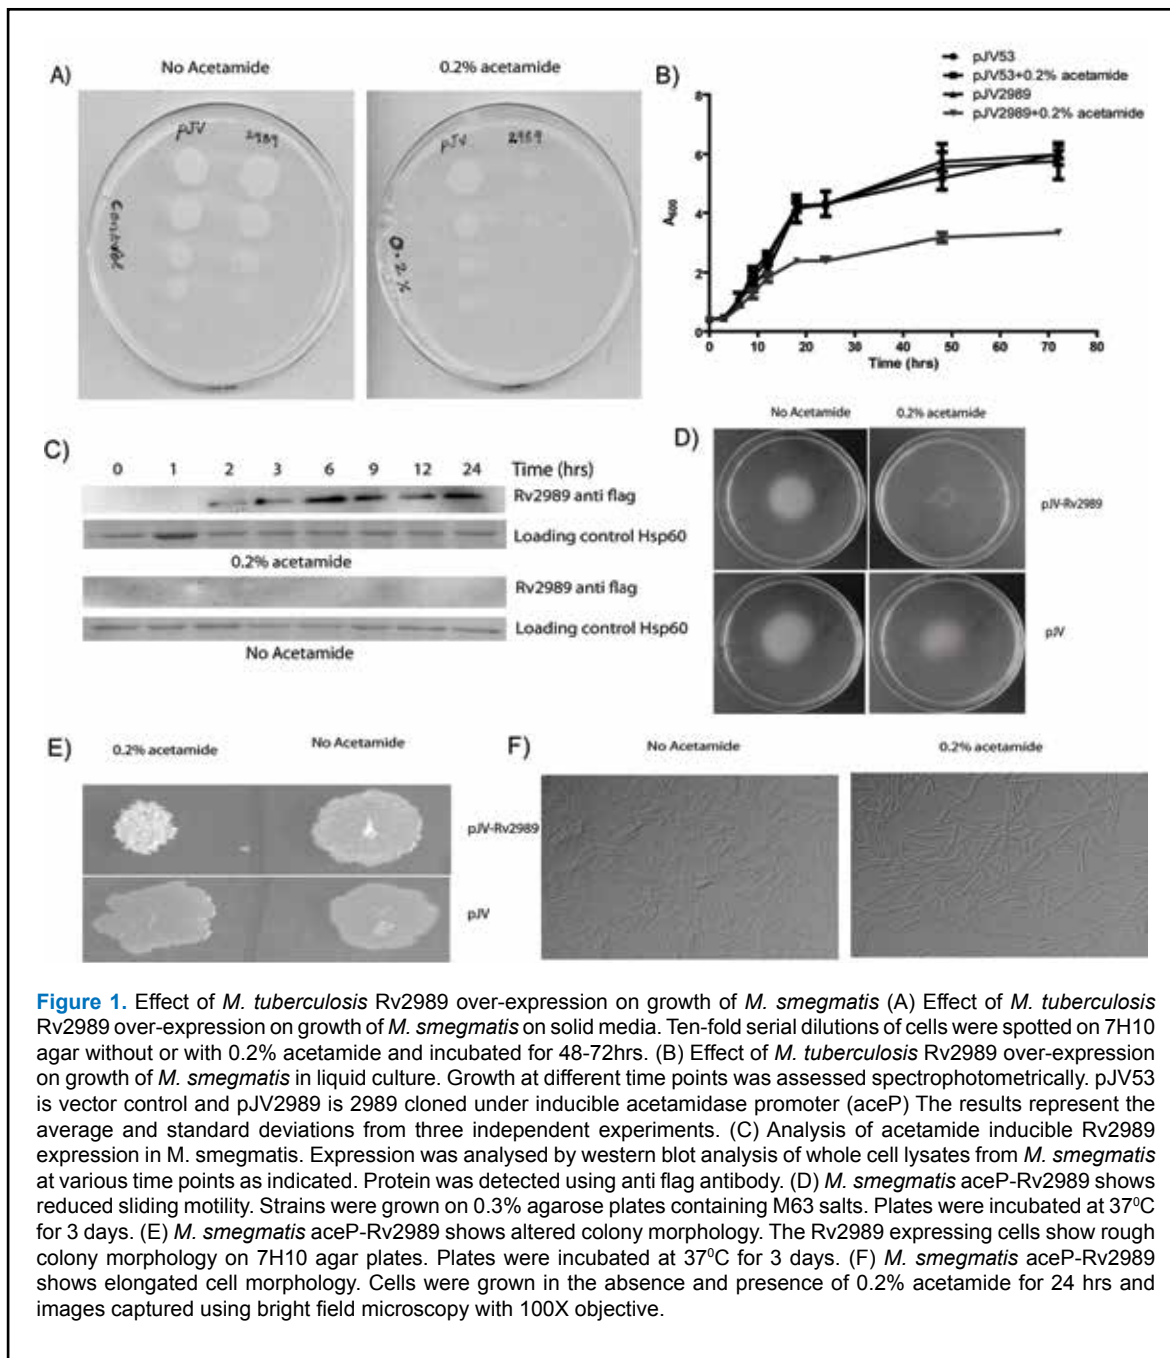 A)
No Acetamide
0.2% acetamide
pJV 2989
Control
pJV 2989
0.2%
B)
pJV53
pJV53+0.2% acetamide
pJV2989
pJV2989+0.2% acetamide
8
6
4
2
0
A600
0 10 20 30 40 50 60 70 80
Time (hrs)
C)
0 1 2 3 6 9 12 24 Time (hrs)
Rv2989 anti flag
Loading control Hsp60
0.2% acetamide
Rv2989 anti flag
Loading control Hsp60
No Acetamide
D)
No Acetamide 0.2% acetamide
pJV-Rv2989
pJV
E)
0.2% acetamide No Acetamide
pJV-Rv2989
pJV
F)
No Acetamide 0.2% acetamide
Figure 1. Effect of M. tuberculosis Rv2989 over-expression on growth of M. smegmatis (A) Effect of M. tuberculosis
Rv2989 over-expression on growth of M. smegmatis on solid media. Ten-fold serial dilutions of cells were spotted on 7H10
agar without or with 0.2% acetamide and incubated for 48-72hrs. (B) Effect of M. tuberculosis Rv2989 over-expression
on growth of M. smegmatis in liquid culture. Growth at different time points was assessed spectrophotometrically. pJV53
is vector control and pJV2989 is 2989 cloned under inducible acetamidase promoter (aceP) The results represent the
average and standard deviations from three independent experiments. (C) Analysis of acetamide inducible Rv2989
expression in M. smegmatis. Expression was analysed by western blot analysis of whole cell lysates from M. smegmatis
at various time points as indicated. Protein was detected using anti flag antibody. (D) M. smegmatis aceP-Rv2989 shows
reduced sliding motility. Strains were grown on 0.3% agarose plates containing M63 salts. Plates were incubated at 37⁰C
for 3 days. (E) M. smegmatis aceP-Rv2989 shows altered colony morphology. The Rv2989 expressing cells show rough
colony morphology on 7H10 agar plates. Plates were incubated at 37⁰C for 3 days. (F) M. smegmatis aceP-Rv2989
shows elongated cell morphology. Cells were grown in the absence and presence of 0.2% acetamide for 24 hrs and
images captured using bright field microscopy with 100X objective.